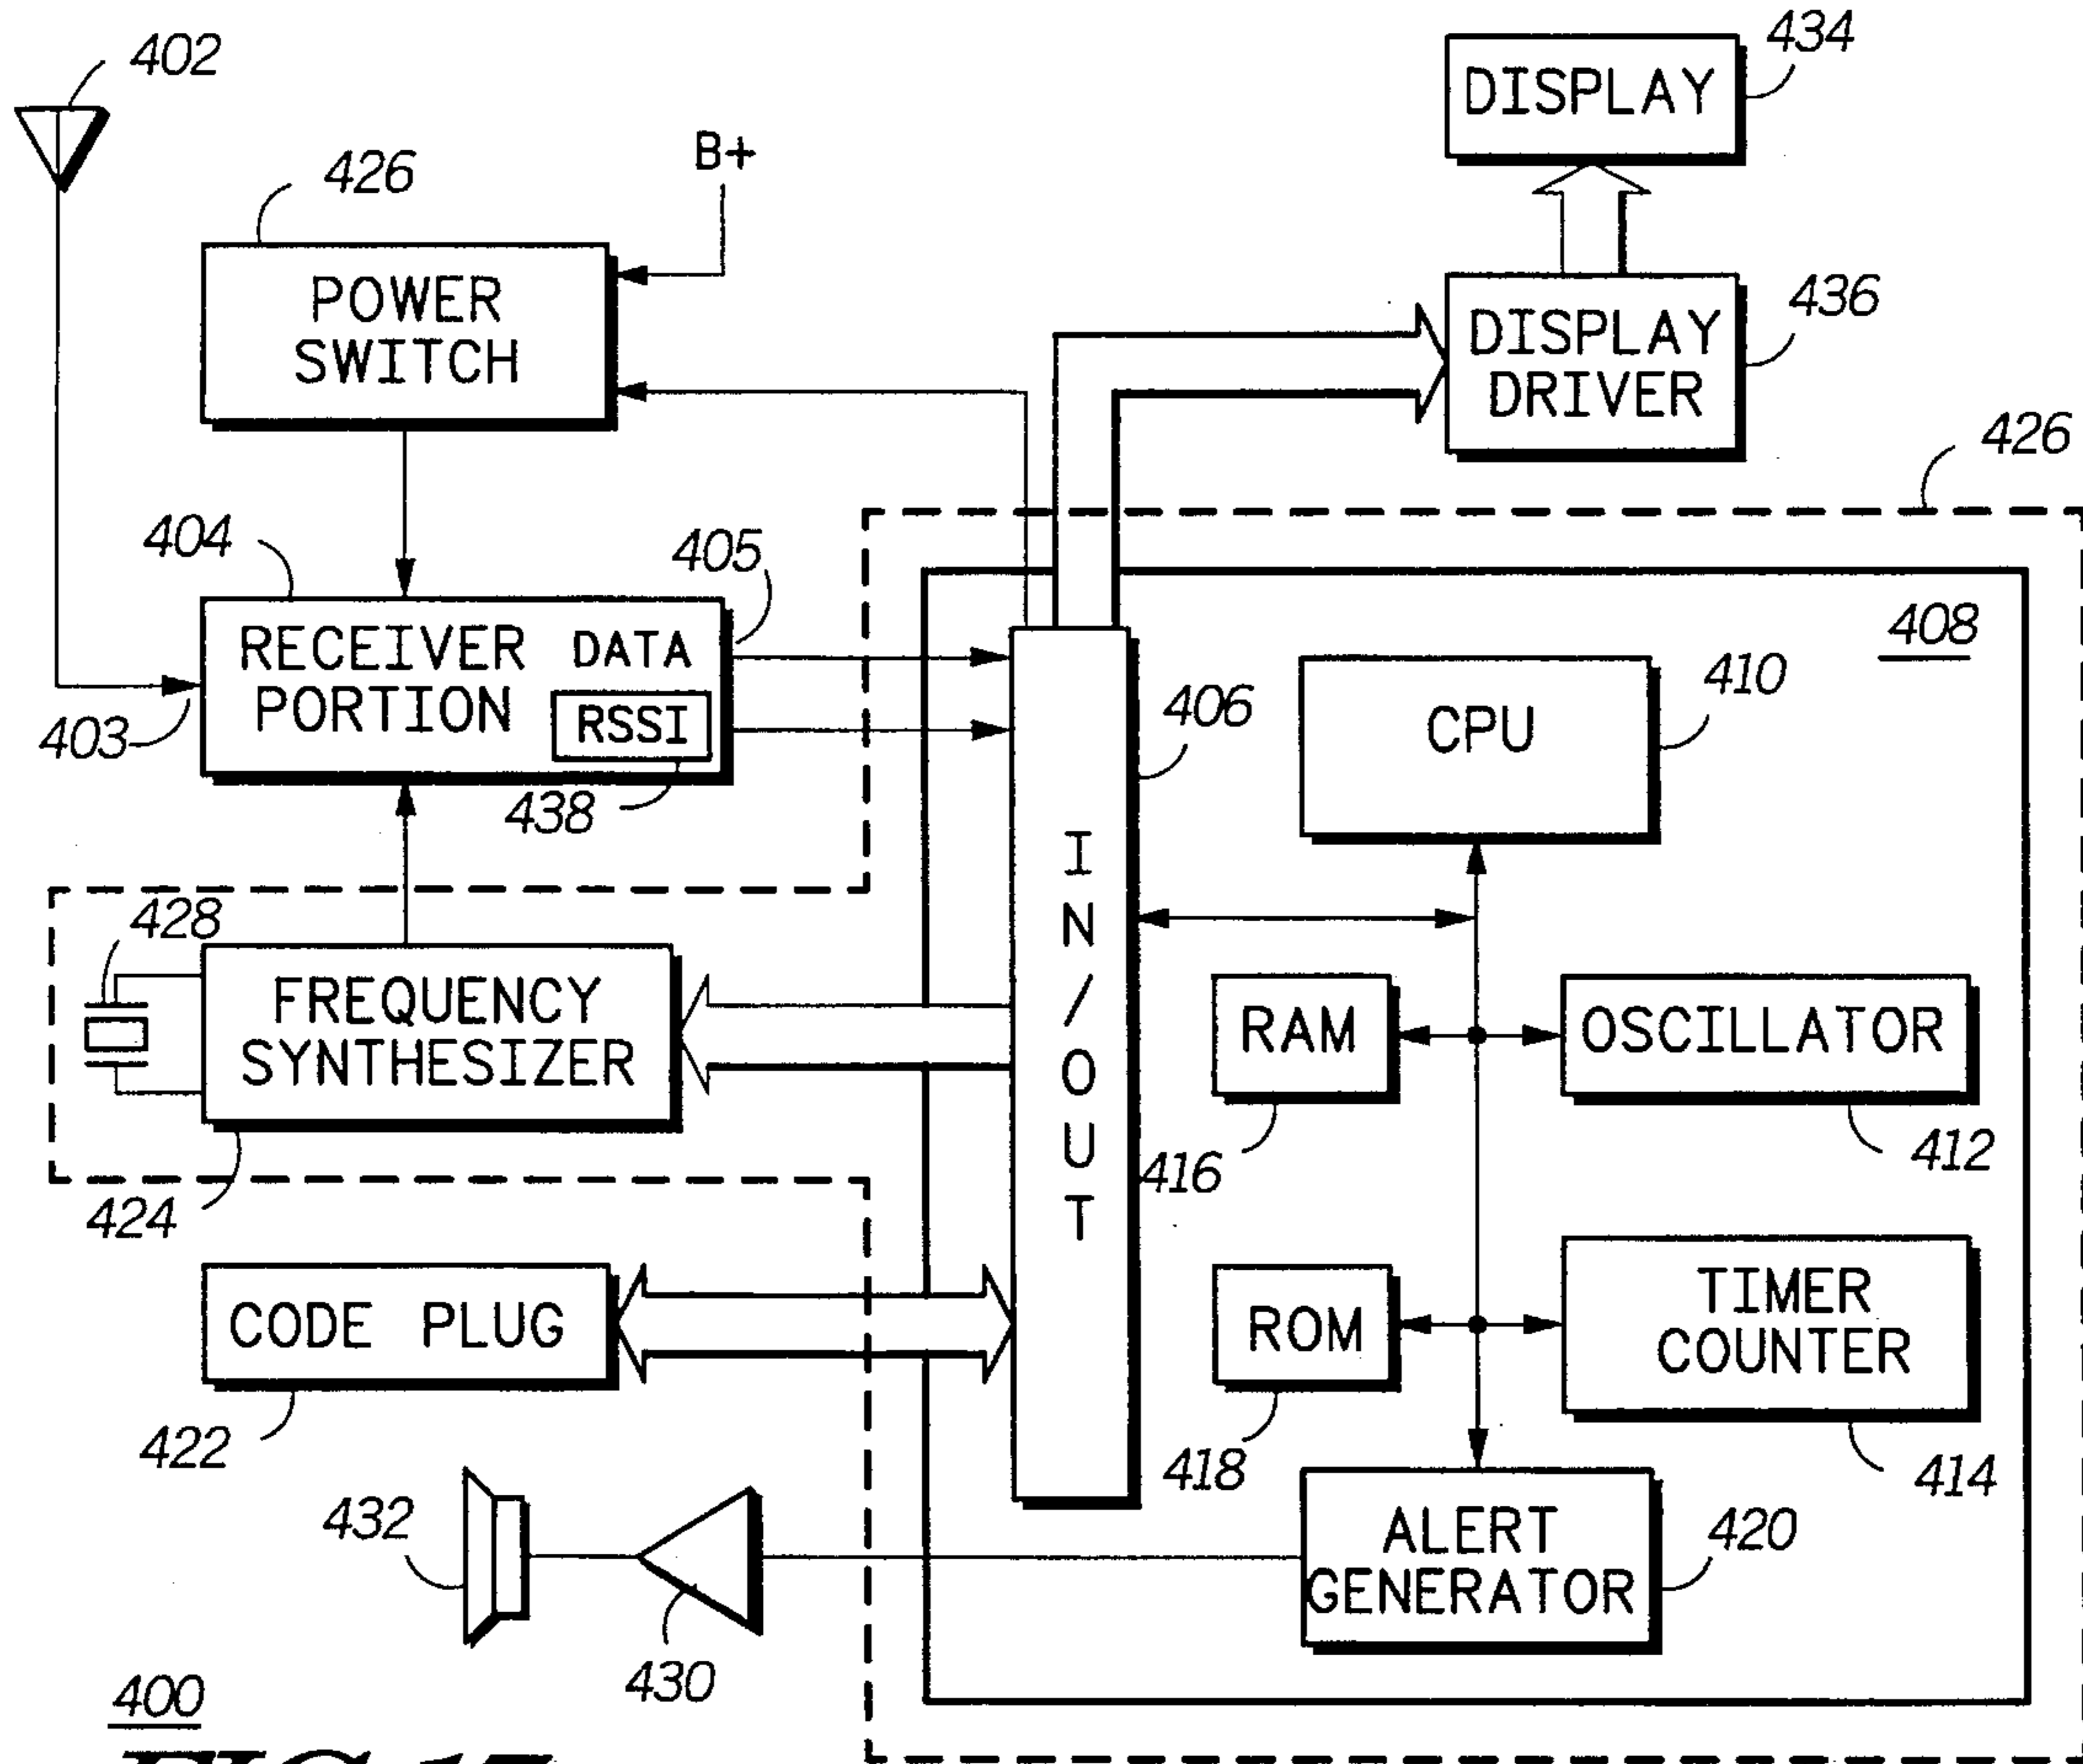 402
434
DISPLAY
B+
426
POWER
SWITCH
436
DISPLAY
DRIVER
426
404
405
408
RECEIVER DATA
PORTION
RSSI
403
438
406
410
CPU
428
FREQUENCY
SYNTHESIZER
424
I
N
/
O
U
T
RAM
416
OSCILLATOR
412
CODE PLUG
422
ROM
418
TIMER
COUNTER
414
432
430
ALERT
GENERATOR
420
400